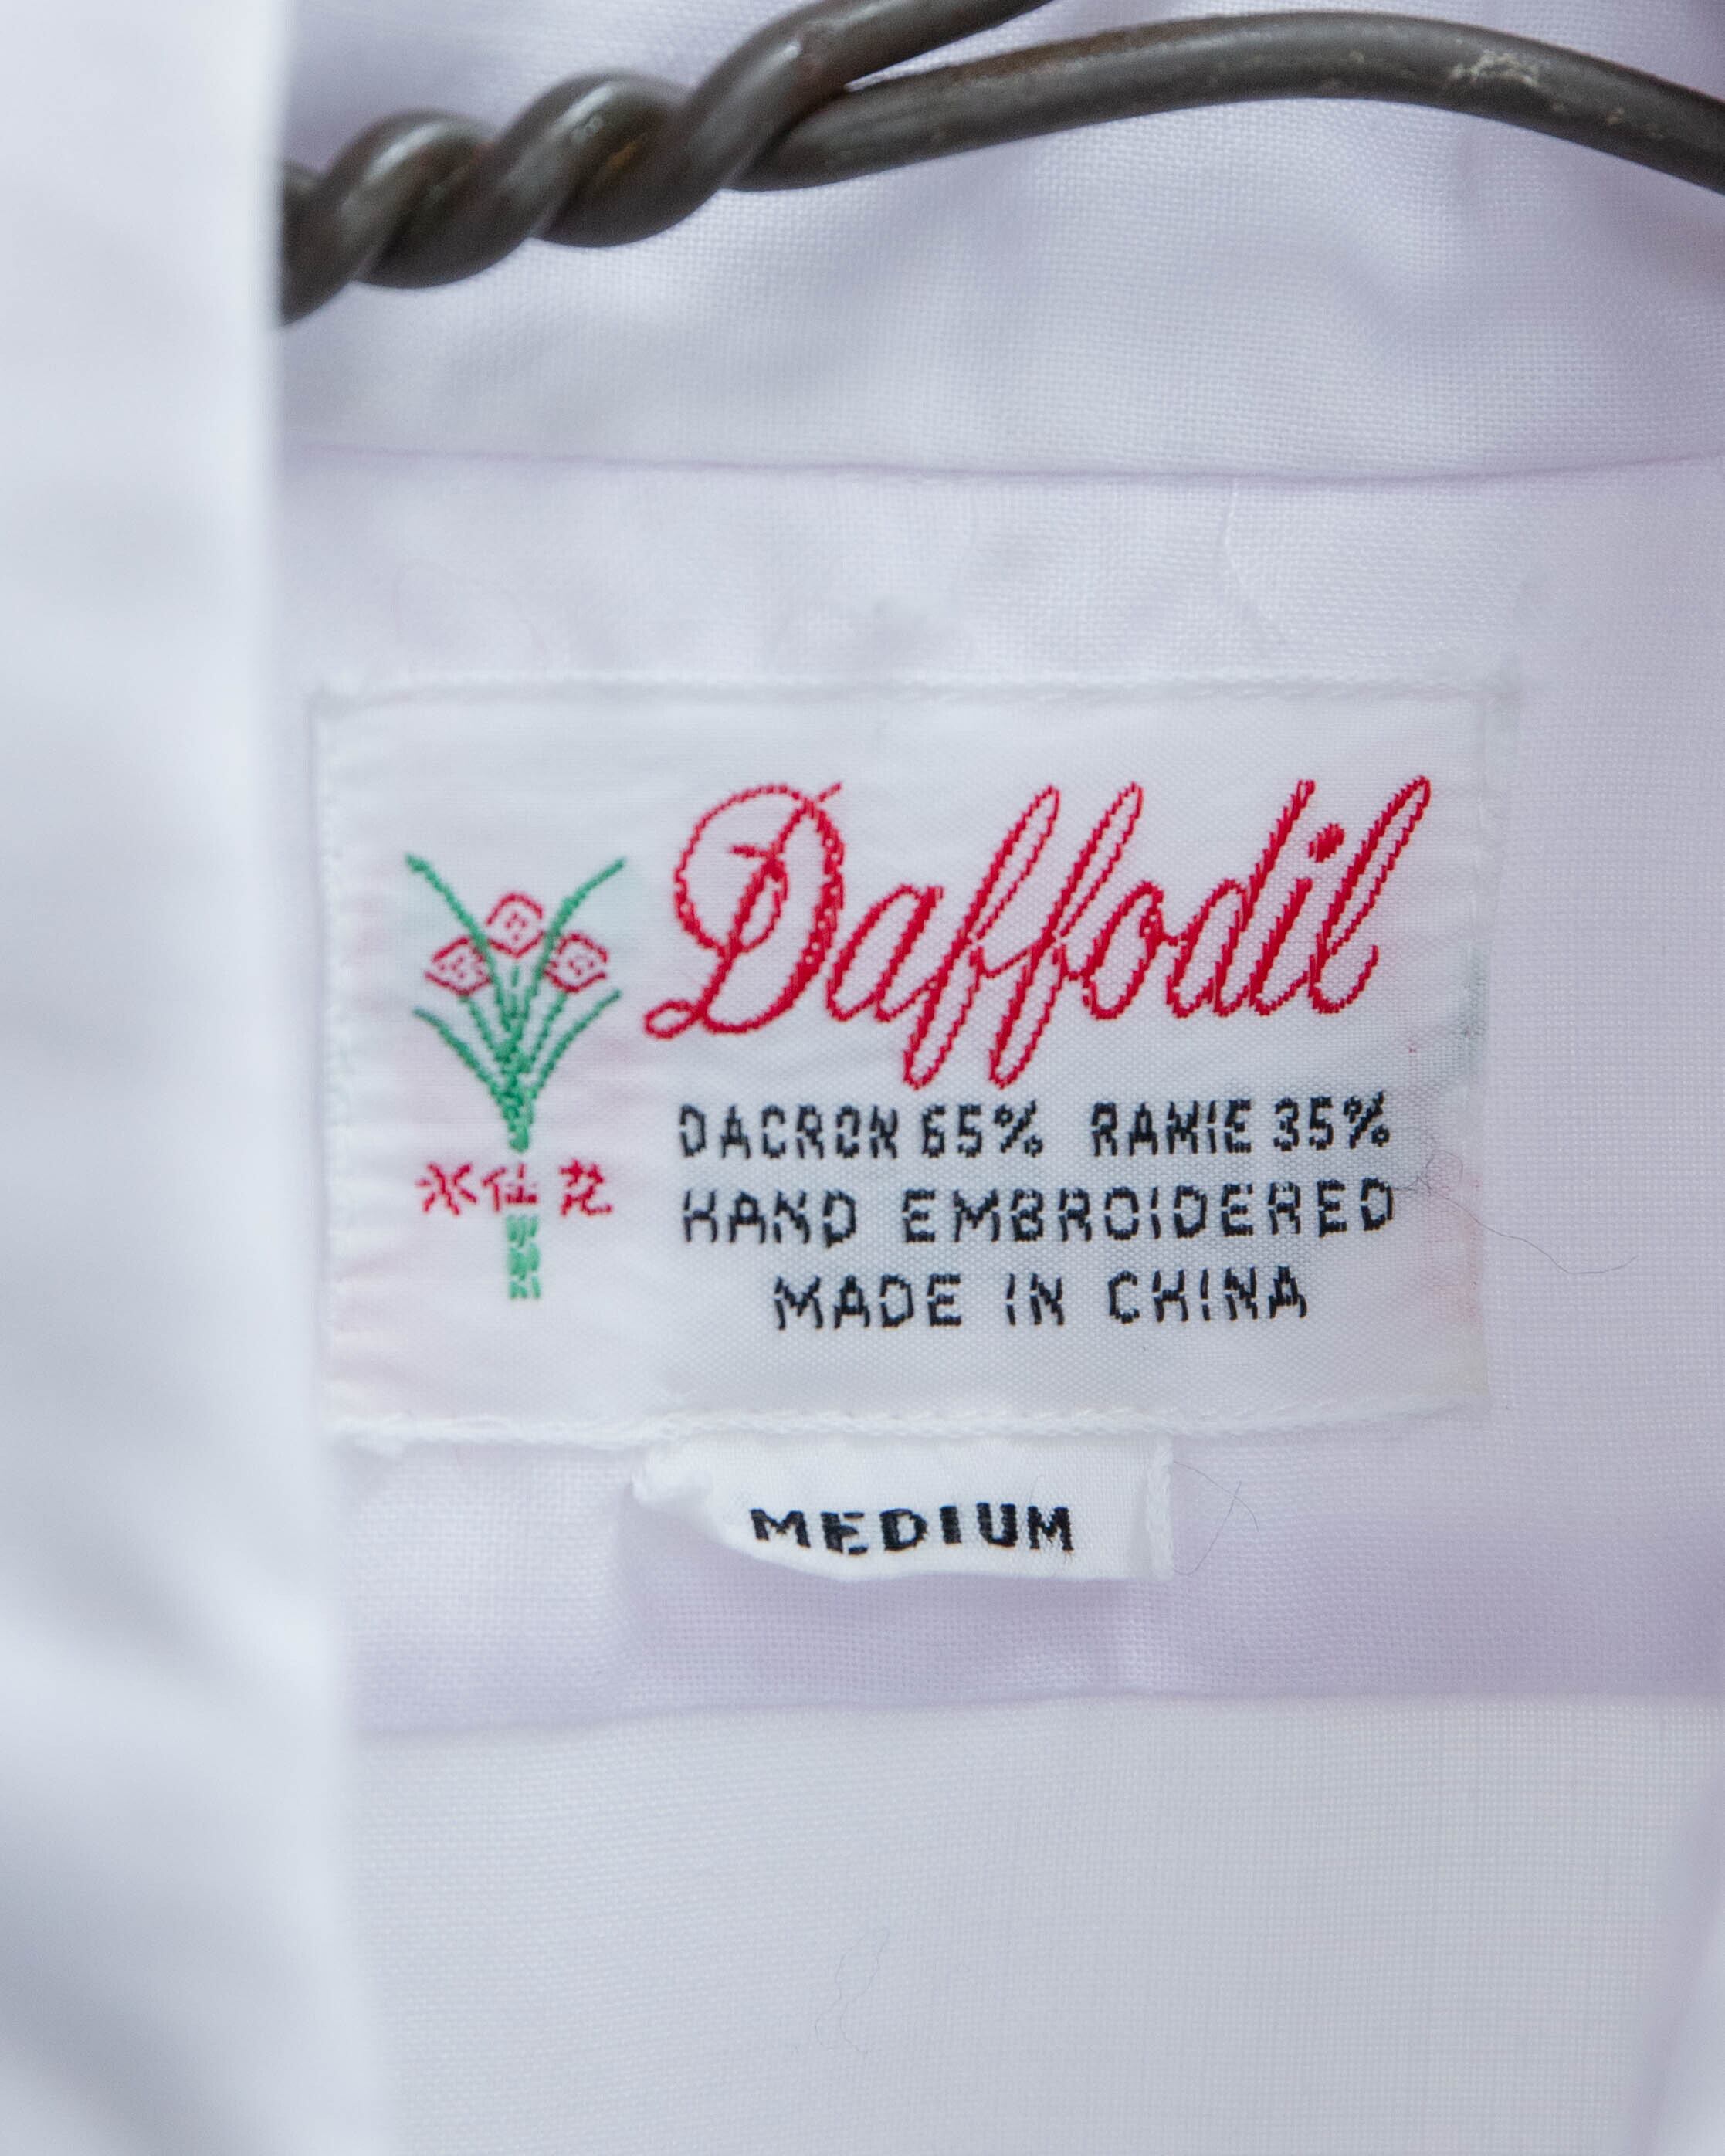 Daffodil
DACRON 65% RAMIE 35%
水仙花
HAND EMBROIDERED
MADE IN CHINA
MEDIUM